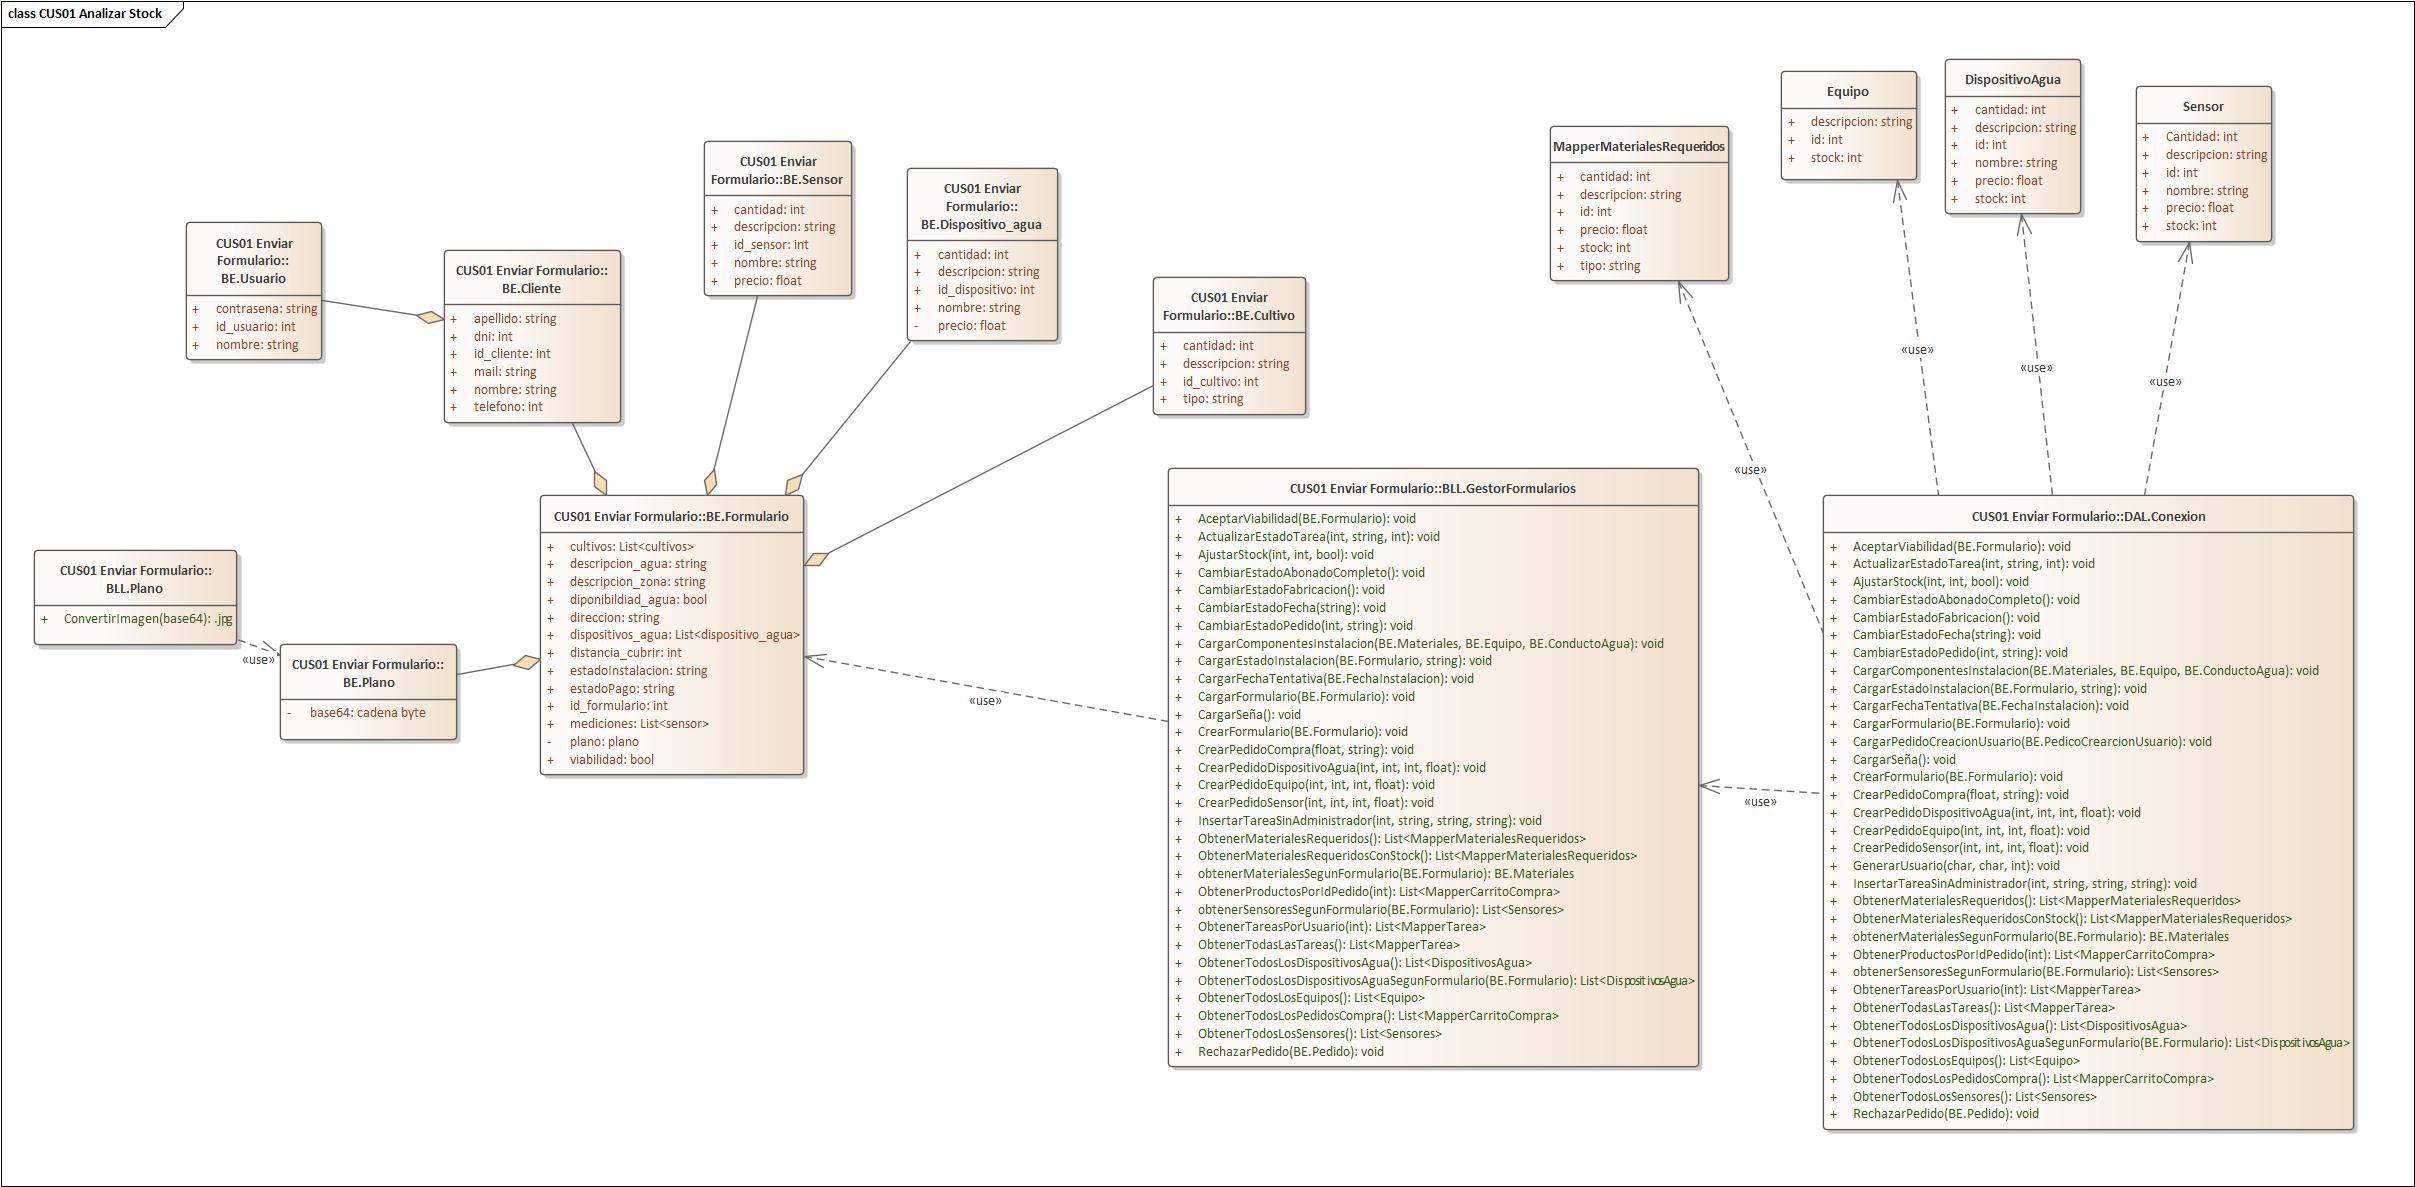 class CUS01 Analizar Stock
CUS01 Enviar
Formulario::
BE.Usuario
+ contrasena: string
+ id_usuario: int
+ nombre: string
CUS01 Enviar Formulario::
BE.Cliente
+ apellido: string
+ dni: int
+ id_cliente: int
+ mail: string
+ nombre: string
+ telefono: int
CUS01 Enviar
Formulario::BE.Sensor
+ cantidad: int
+ descripcion: string
+ id_sensor: int
+ nombre: string
+ precio: float
CUS01 Enviar
Formulario::
BE.Dispositivo_agua
+ cantidad: int
+ descripcion: string
+ id_dispositivo: int
+ nombre: string
- precio: float
CUS01 Enviar
Formulario::BE.Cultivo
+ cantidad: int
+ desscripcion: string
+ id_cultivo: int
+ tipo: string
MapperMaterialesRequeridos
+ cantidad: int
+ descripcion: string
+ id: int
+ precio: float
+ stock: int
+ tipo: string
Equipo
+ descripcion: string
+ id: int
+ stock: int
DispositivoAgua
+ cantidad: int
+ descripcion: string
+ id: int
+ nombre: string
+ precio: float
+ stock: int
Sensor
+ Cantidad: int
+ descripcion: string
+ id: int
+ nombre: string
+ precio: float
+ stock: int
«use»
«use»
«use»
«use»
CUS01 Enviar Formulario::
BLL.Plano
+ ConvertirImagen(base64): .jpg
«use»
CUS01 Enviar Formulario::
BE.Plano
- base64: cadena byte
CUS01 Enviar Formulario::BE.Formulario
+ cultivos: List<cultivos>
+ descripcion_agua: string
+ descripcion_zona: string
+ diponibildiad_agua: bool
+ direccion: string
+ dispositivos_agua: List<dispositivo_agua>
+ distancia_cubrir: int
+ estadoInstalacion: string
+ estadoPago: string
+ id_formulario: int
+ mediciones: List<sensor>
- plano: plano
+ viabilidad: bool
«use»
CUS01 Enviar Formulario::BLL.GestorFormularios
+ AceptarViabilidad(BE.Formulario): void
+ ActualizarEstadoTarea(int, string, int): void
+ AjustarStock(int, int, bool): void
+ CambiarEstadoAbonadoCompleto(): void
+ CambiarEstadoFabricacion(): void
+ CambiarEstadoFecha(string): void
+ CambiarEstadoPedido(int, string): void
+ CargarComponentesInstalacion(BE.Materiales, BE.Equipo, BE.ConductoAgua): void
+ CargarEstadoInstalacion(BE.Formulario, string): void
+ CargarFechaTentativa(BE.FechaInstalacion): void
+ CargarFormulario(BE.Formulario): void
+ CargarSeña(): void
+ CrearFormulario(BE.Formulario): void
+ CrearPedidoCompra(float, string): void
+ CrearPedidoDispositivoAgua(int, int, int, float): void
+ CrearPedidoEquipo(int, int, int, float): void
+ CrearPedidoSensor(int, int, int, float): void
+ InsertarTareaSinAdministrador(int, string, string, string): void
+ ObtenerMaterialesRequeridos(): List<MapperMaterialesRequeridos>
+ ObtenerMaterialesRequeridosConStock(): List<MapperMaterialesRequeridos>
+ obtenerMaterialesSegunFormulario(BE.Formulario): BE.Materiales
+ ObtenerProductosPorIdPedido(int): List<MapperCarritoCompra>
+ obtenerSensoresSegunFormulario(BE.Formulario): List<Sensores>
+ ObtenerTareasPorUsuario(int): List<MapperTarea>
+ ObtenerTodasLasTareas(): List<MapperTarea>
+ ObtenerTodosLosDispositivosAgua(): List<DispositivosAgua>
+ ObtenerTodosLosDispositivosAguaSegunFormulario(BE.Formulario): List<DispositivosAgua>
+ ObtenerTodosLosEquipos(): List<Equipo>
+ ObtenerTodosLosPedidosCompra(): List<MapperCarritoCompra>
+ ObtenerTodosLosSensores(): List<Sensores>
+ RechazarPedido(BE.Pedido): void
«use»
CUS01 Enviar Formulario::DAL.Conexion
+ AceptarViabilidad(BE.Formulario): void
+ ActualizarEstadoTarea(int, string, int): void
+ AjustarStock(int, int, bool): void
+ CambiarEstadoAbonadoCompleto(): void
+ CambiarEstadoFabricacion(): void
+ CambiarEstadoFecha(string): void
+ CambiarEstadoPedido(int, string): void
+ CargarComponentesInstalacion(BE.Materiales, BE.Equipo, BE.ConductoAgua): void
+ CargarEstadoInstalacion(BE.Formulario, string): void
+ CargarFechaTentativa(BE.FechaInstalacion): void
+ CargarFormulario(BE.Formulario): void
+ CargarPedidoCreacionUsuario(BE.PedicoCrearcionUsuario): void
+ CargarSeña(): void
+ CrearFormulario(BE.Formulario): void
+ CrearPedidoCompra(float, string): void
+ CrearPedidoDispositivoAgua(int, int, int, float): void
+ CrearPedidoEquipo(int, int, int, float): void
+ CrearPedidoSensor(int, int, int, float): void
+ GenerarUsuario(char, char, int): void
+ InsertarTareaSinAdministrador(int, string, string, string): void
+ ObtenerMaterialesRequeridos(): List<MapperMaterialesRequeridos>
+ ObtenerMaterialesRequeridosConStock(): List<MapperMaterialesRequeridos>
+ obtenerMaterialesSegunFormulario(BE.Formulario): BE.Materiales
+ ObtenerProductosPorIdPedido(int): List<MapperCarritoCompra>
+ obtenerSensoresSegunFormulario(BE.Formulario): List<Sensores>
+ ObtenerTareasPorUsuario(int): List<MapperTarea>
+ ObtenerTodasLasTareas(): List<MapperTarea>
+ ObtenerTodosLosDispositivosAgua(): List<DispositivosAgua>
+ ObtenerTodosLosDispositivosAguaSegunFormulario(BE.Formulario): List<DispositivosAgua>
+ ObtenerTodosLosEquipos(): List<Equipo>
+ ObtenerTodosLosPedidosCompra(): List<MapperCarritoCompra>
+ ObtenerTodosLosSensores(): List<Sensores>
+ RechazarPedido(BE.Pedido): void